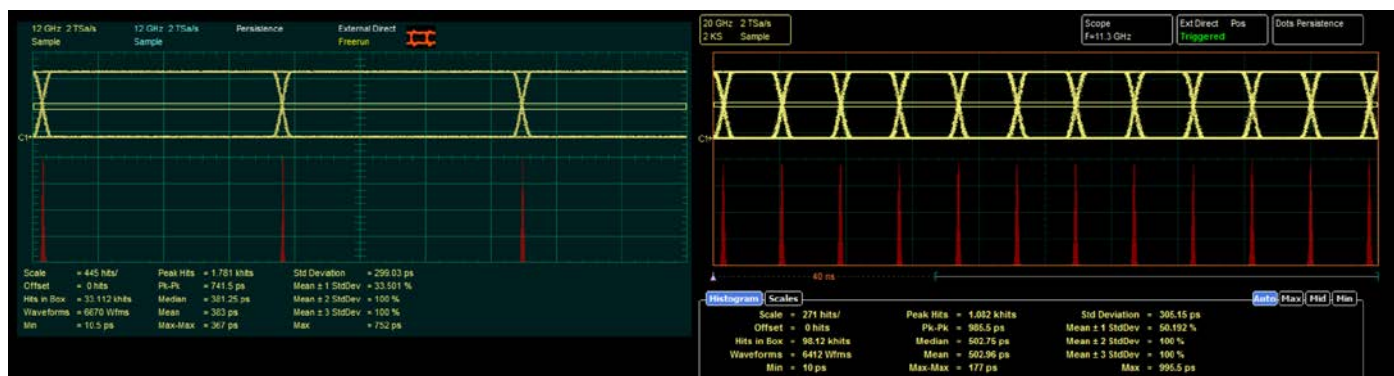 12 GHz 2 TSa/s 12 GHz 2 TSa/s Persistence External Direct
Sample Sample Freerun
C1
Scale = 445 hits/ Peak Hits = 1.781 khits Std Deviation = 299.03 ps
Offset = 0 hits Pk-Pk = 741.5 ps Mean ± 1 StdDev = 33.501 %
Hits in Box = 33.112 khits Median = 381.25 ps Mean ± 2 StdDev = 100 %
Waveforms = 6670 Wfms Mean = 383 ps Mean ± 3 StdDev = 100 %
Min = 10.5 ps Max-Max = 367 ps Max = 752 ps
20 GHz 2 TSa/s Scope Ext Direct Pos Dots Persistence
2 KS Sample F=11.3 GHz Triggered
C1
40 ns
Histogram Scales Auto Max Mid Min
Scale = 271 hits/ Peak Hits = 1.082 khits Std Deviation = 305.15 ps
Offset = 0 hits Pk-Pk = 985.5 ps Mean ± 1 StdDev = 50.192 %
Hits in Box = 98.12 khits Median = 502.75 ps Mean ± 2 StdDev = 100 %
Waveforms = 6412 Wfms Mean = 502.96 ps Mean ± 3 StdDev = 100 %
Min = 10 ps Max-Max = 177 ps Max = 995.5 ps